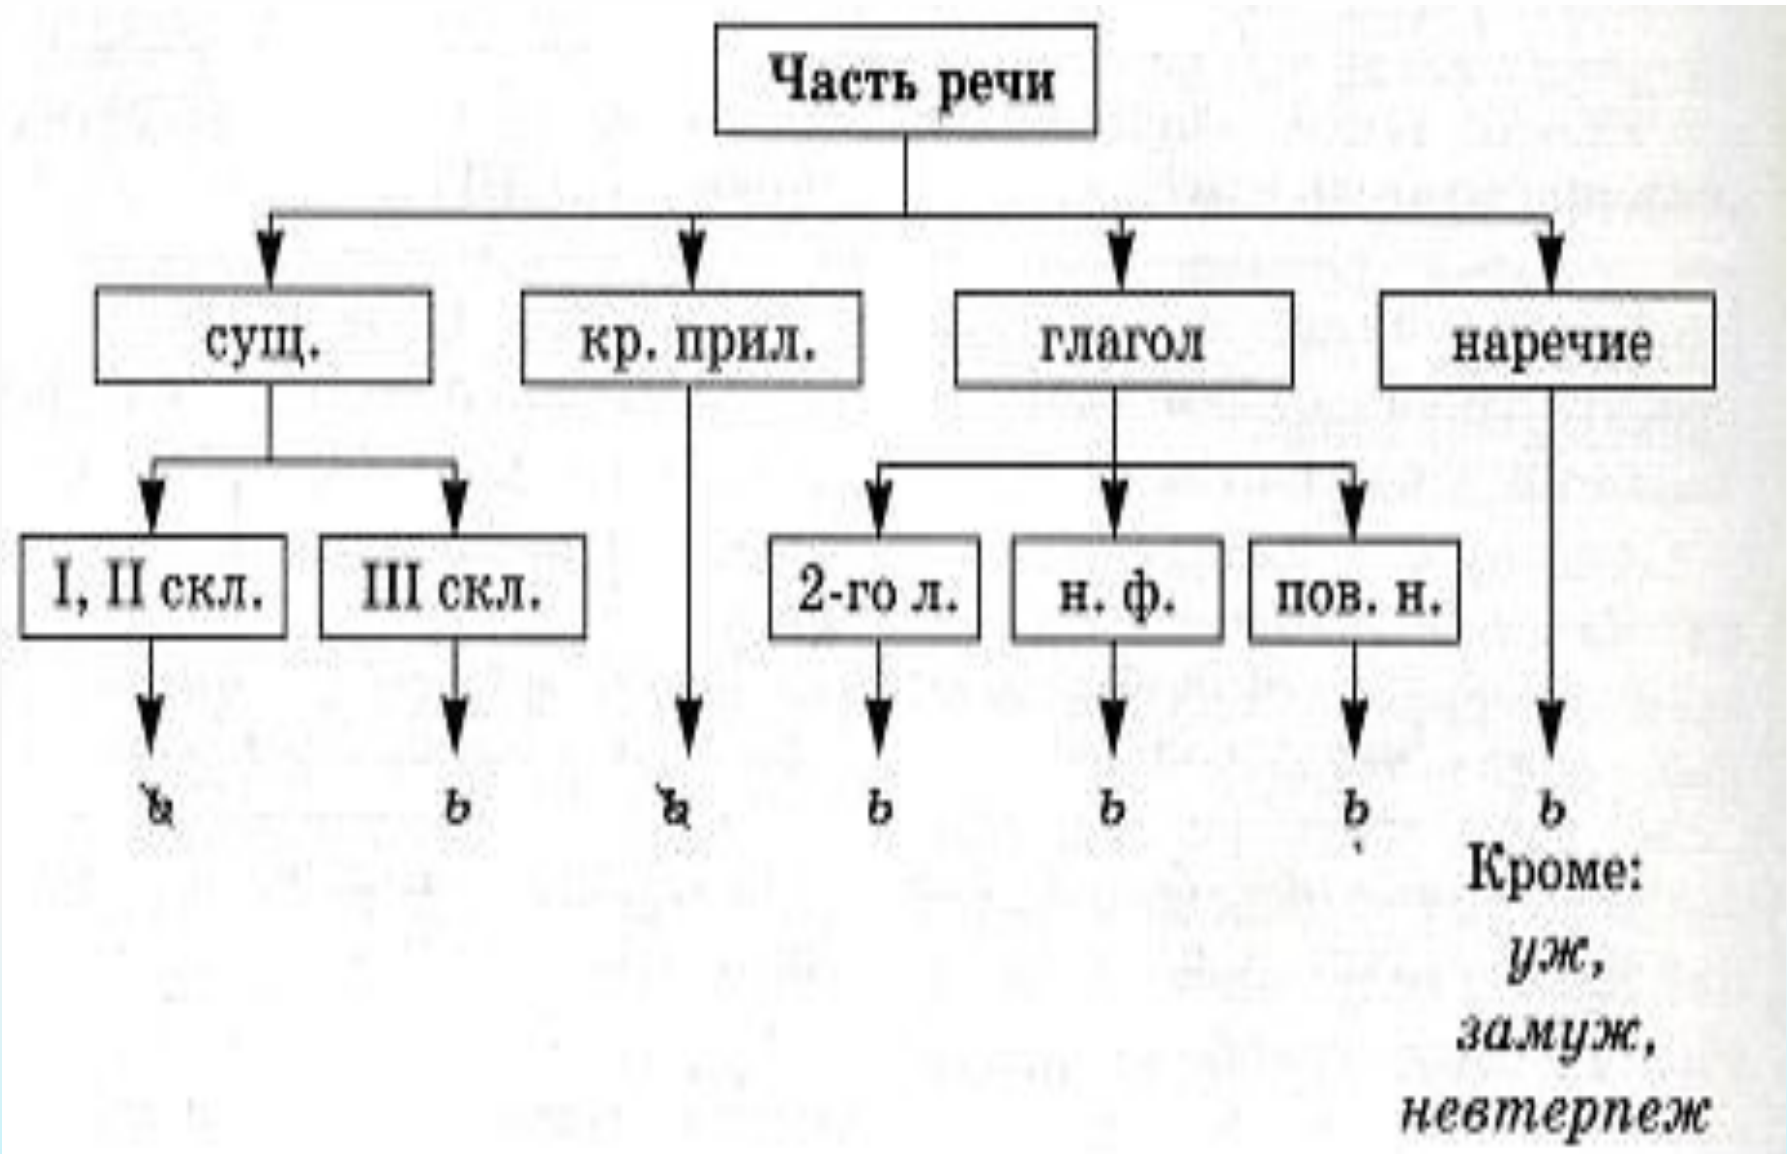 Часть речи
сущ. кр. прил. глагол наречие
I, II скл. III скл. 2-го л. н. ф. пов. н.
ь ь ь ь ь ь ь
Кроме:
уж,
замуж,
невтерпеж